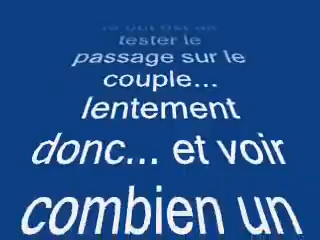 tester le
passage sur le
couple...
lentement
donc... et voir
combien un